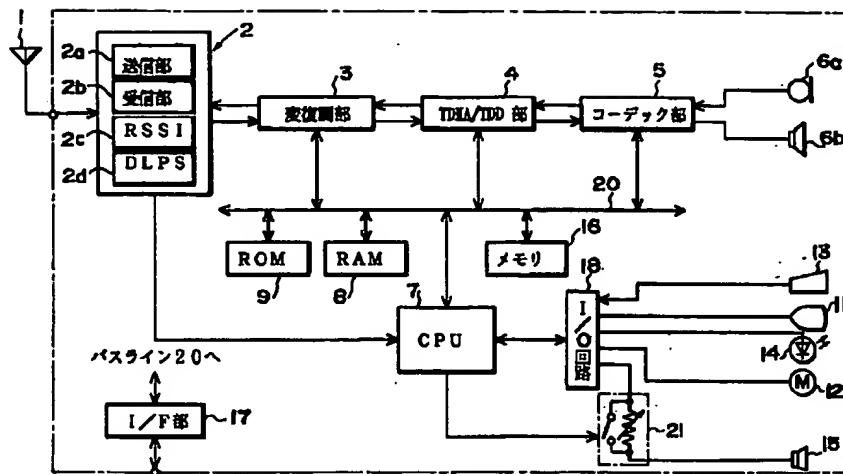 1
2
2a 送信部
2b 受信部
2c RSSI
2d DLPS
3
変復調部
4
TDMA/TDD 部
5
コーデック部
6a
6b
20
ROM
9
RAM
8
メモリ
16
7
CPU
18
I/O回路
13
11
14
M
12
21
15
バスライン20へ
I/F部
17